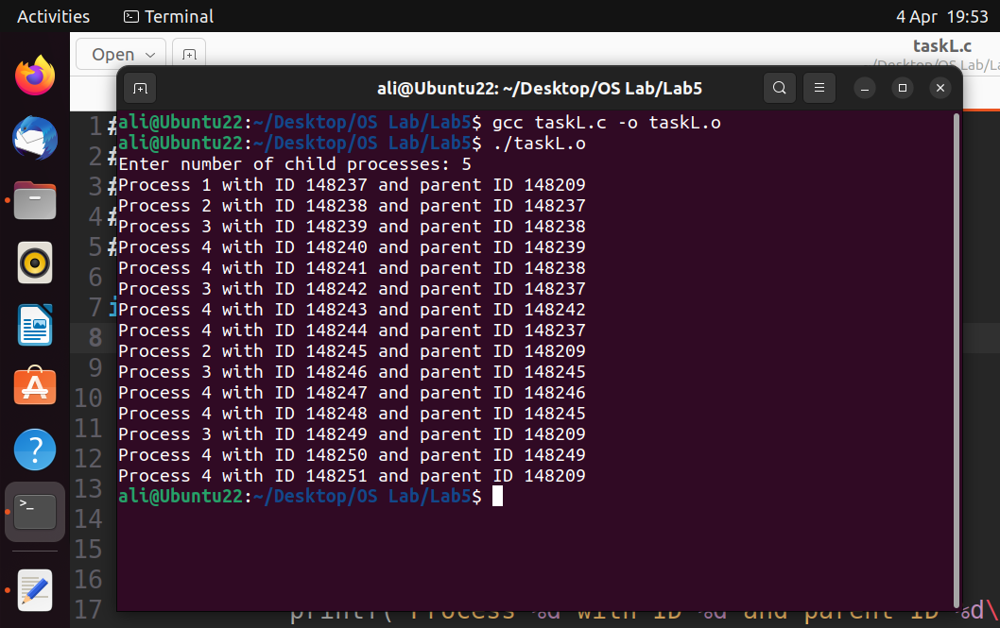 Activities
Terminal
4 Apr 19:53
Open
taskL.c
~/Desktop/OS Lab/La
ali@Ubuntu22: ~/Desktop/OS Lab/Lab5
1 #
2 #
3 #
4 #
5 #
6
7 i
8
9
10
11
12
13
14
15
16
17
ali@Ubuntu22:~/Desktop/OS Lab/Lab5$ gcc taskL.c -o taskL.o
ali@Ubuntu22:~/Desktop/OS Lab/Lab5$ ./taskL.o
Enter number of child processes: 5
Process 1 with ID 148237 and parent ID 148209
Process 2 with ID 148238 and parent ID 148237
Process 3 with ID 148239 and parent ID 148238
Process 4 with ID 148240 and parent ID 148239
Process 4 with ID 148241 and parent ID 148238
Process 3 with ID 148242 and parent ID 148237
Process 4 with ID 148243 and parent ID 148242
Process 4 with ID 148244 and parent ID 148237
Process 2 with ID 148245 and parent ID 148209
Process 3 with ID 148246 and parent ID 148245
Process 4 with ID 148247 and parent ID 148246
Process 4 with ID 148248 and parent ID 148245
Process 3 with ID 148249 and parent ID 148209
Process 4 with ID 148250 and parent ID 148249
Process 4 with ID 148251 and parent ID 148209
ali@Ubuntu22:~/Desktop/OS Lab/Lab5$
printf("Process %d with ID %d and parent ID %d\